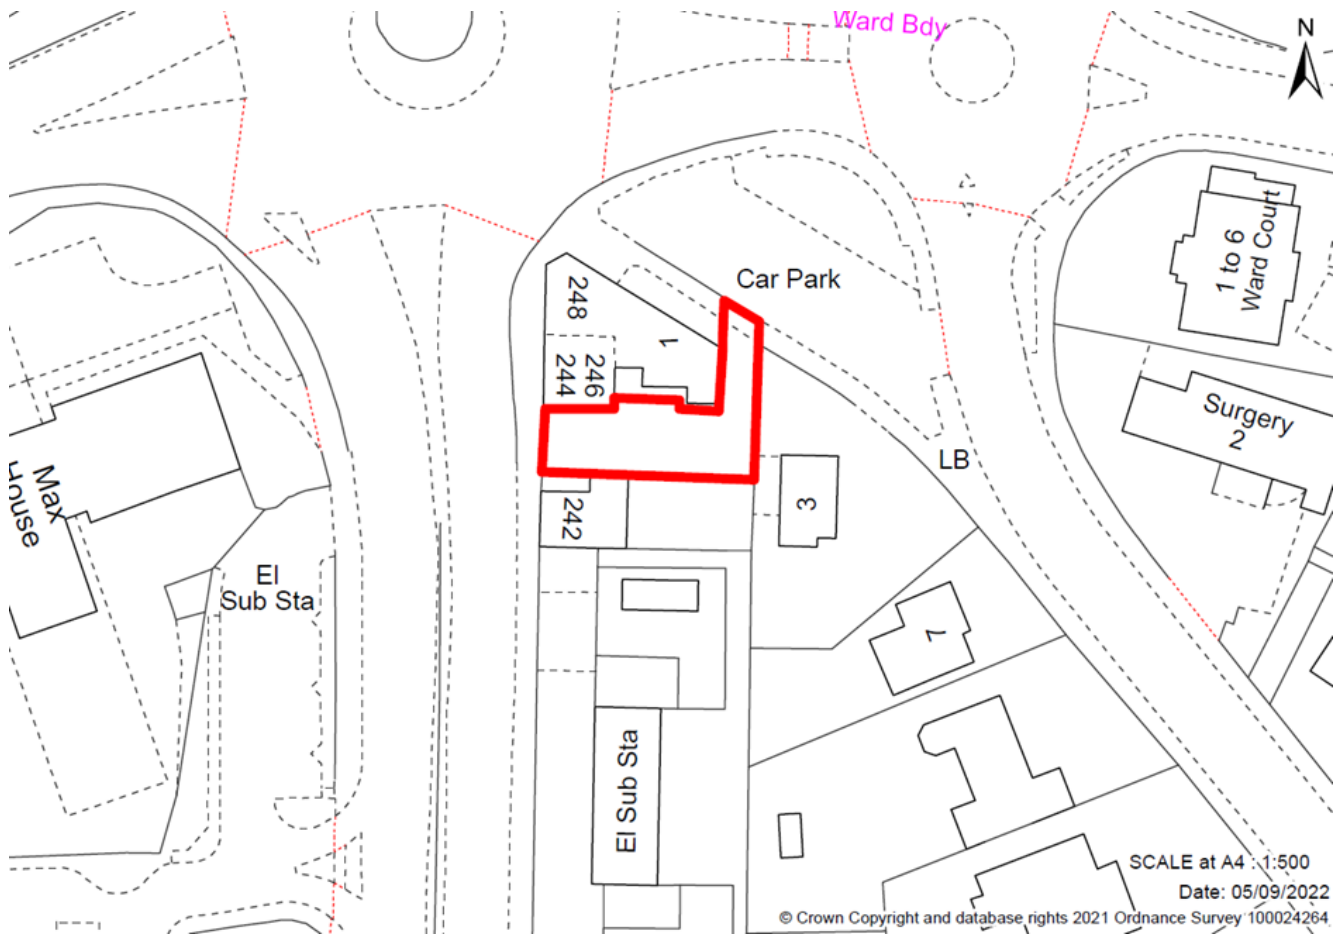 Ward Bdy
N
Car Park
248
1
246
244
1 to 6
Ward Court
Surgery
2
LB
Max
House
3
242
El
Sub Sta
7
El Sub Sta
SCALE at A4 : 1:500
Date: 05/09/2022
© Crown Copyright and database rights 2021 Ordnance Survey 100024264